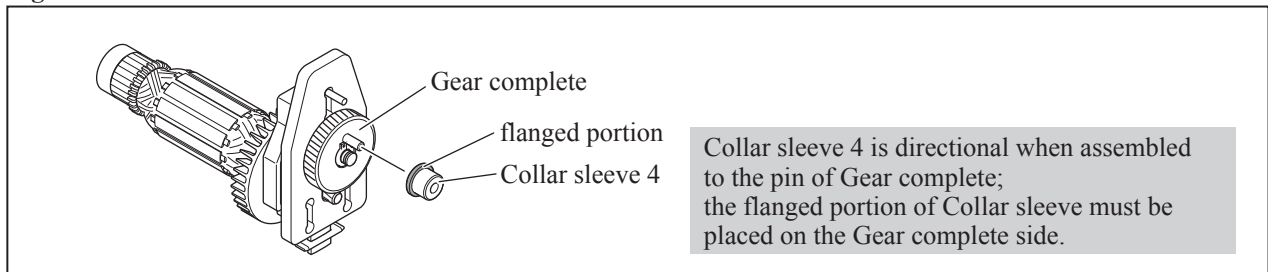 Gear complete
flanged portion
Collar sleeve 4
Collar sleeve 4 is directional when assembled
to the pin of Gear complete;
the flanged portion of Collar sleeve must be
placed on the Gear complete side.